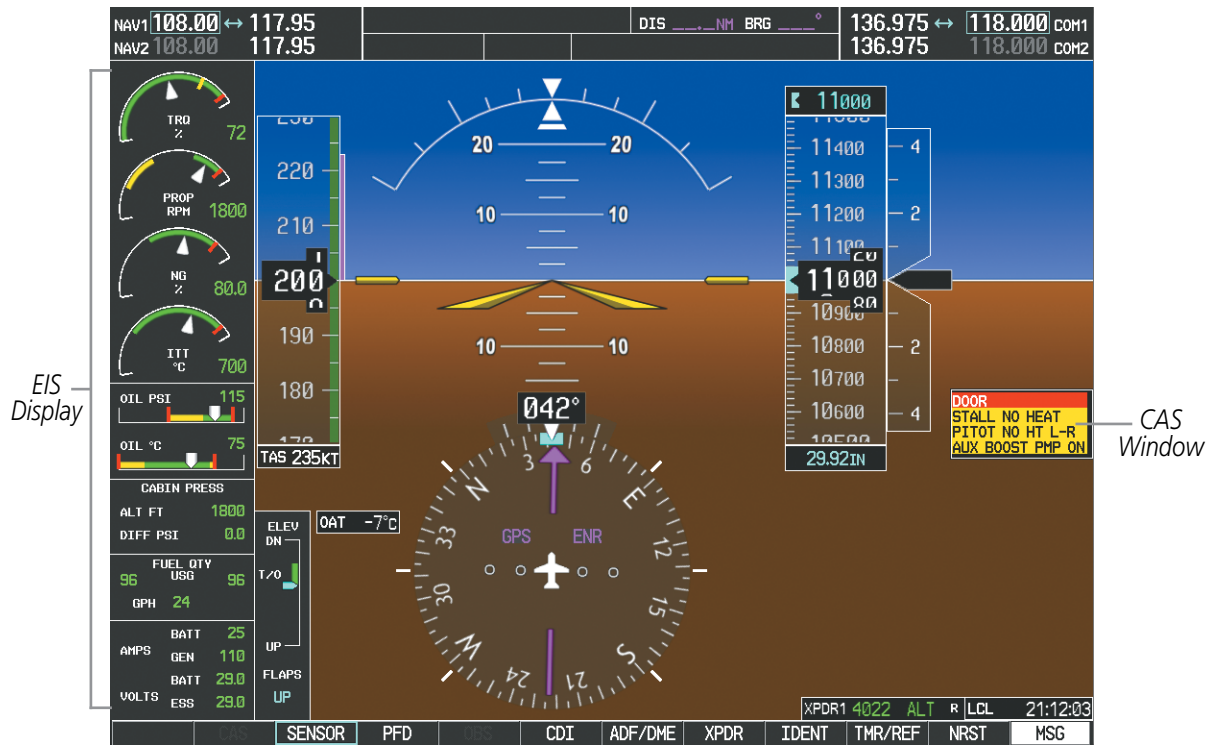 NAV1 108.00 ↔ 117.95
NAV2 108.00 117.95
DIS __._NM BRG ___°
136.975 ↔ 118.000 COM1
136.975 118.000 COM2
EIS
Display
TRQ
%
72
PROP
RPM
1800
NG
%
80.0
ITT
°C
700
OIL PSI 115
OIL °C 75
CABIN PRESS
ALT FT 1800
DIFF PSI 0.0
FUEL QTY
96 USG 96
GPH 24
AMPS
BATT 25
GEN 110
VOLTS
BATT 29.0
ESS 29.0
220
210
200
190
180
TAS 235KT
20 20
10 10
10 10
11000
11400
11300
11200
11100
20
11000
80
10900
10800
10700
10600
29.92IN
4
2
2
4
DOOR
STALL NO HEAT
PITOT NO HT L-R
AUX BOOST PMP ON
CAS
Window
042°
N
3
6
E
12
15
S
21
24
W
30
33
GPS ENR
OAT -7°C
ELEV
DN
T/O
UP
FLAPS
UP
XPDR1 4022 ALT R LCL 21:12:03
CAS SENSOR PFD OBS CDI ADF/DME XPDR IDENT TMR/REF NRST MSG